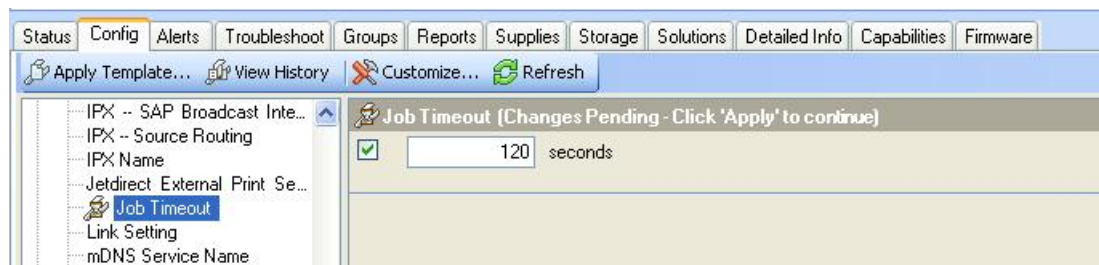 Status Config Alerts Troubleshoot Groups Reports Supplies Storage Solutions Detailed Info Capabilities Firmware
Apply Template... View History Customize... Refresh
IPX -- SAP Broadcast Inte...
IPX -- Source Routing
IPX Name
Jetdirect External Print Se...
Job Timeout
Link Setting
mDNS Service Name
Job Timeout (Changes Pending - Click 'Apply' to continue)
120 seconds